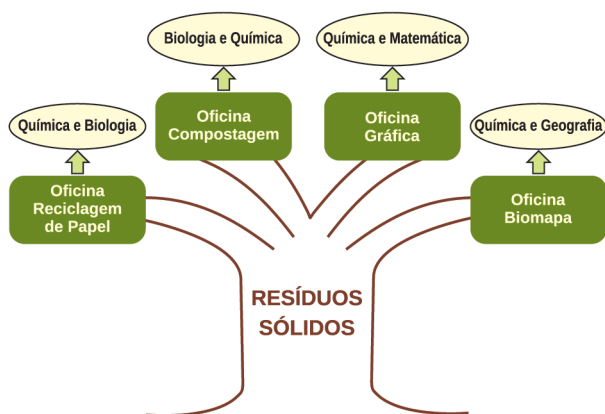 Biologia e Química
Química e Matemática
Oficina
Compostagem
Oficina
Gráfica
Química e Biologia
Química e Geografia
Oficina
Reciclagem
de Papel
Oficina
Biomapa
RESÍDUOS
SÓLIDOS